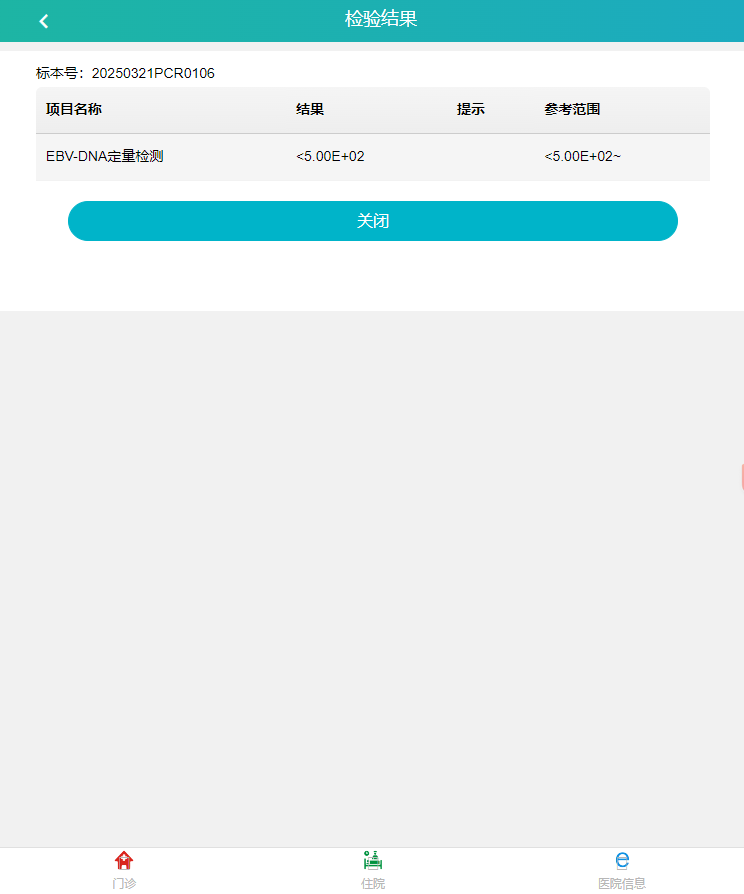 检验结果
标本号：20250321PCR0106
项目名称 结果 提示 参考范围
EBV-DNA定量检测 <5.00E+02 <5.00E+02~
关闭
门诊 住院 医院信息